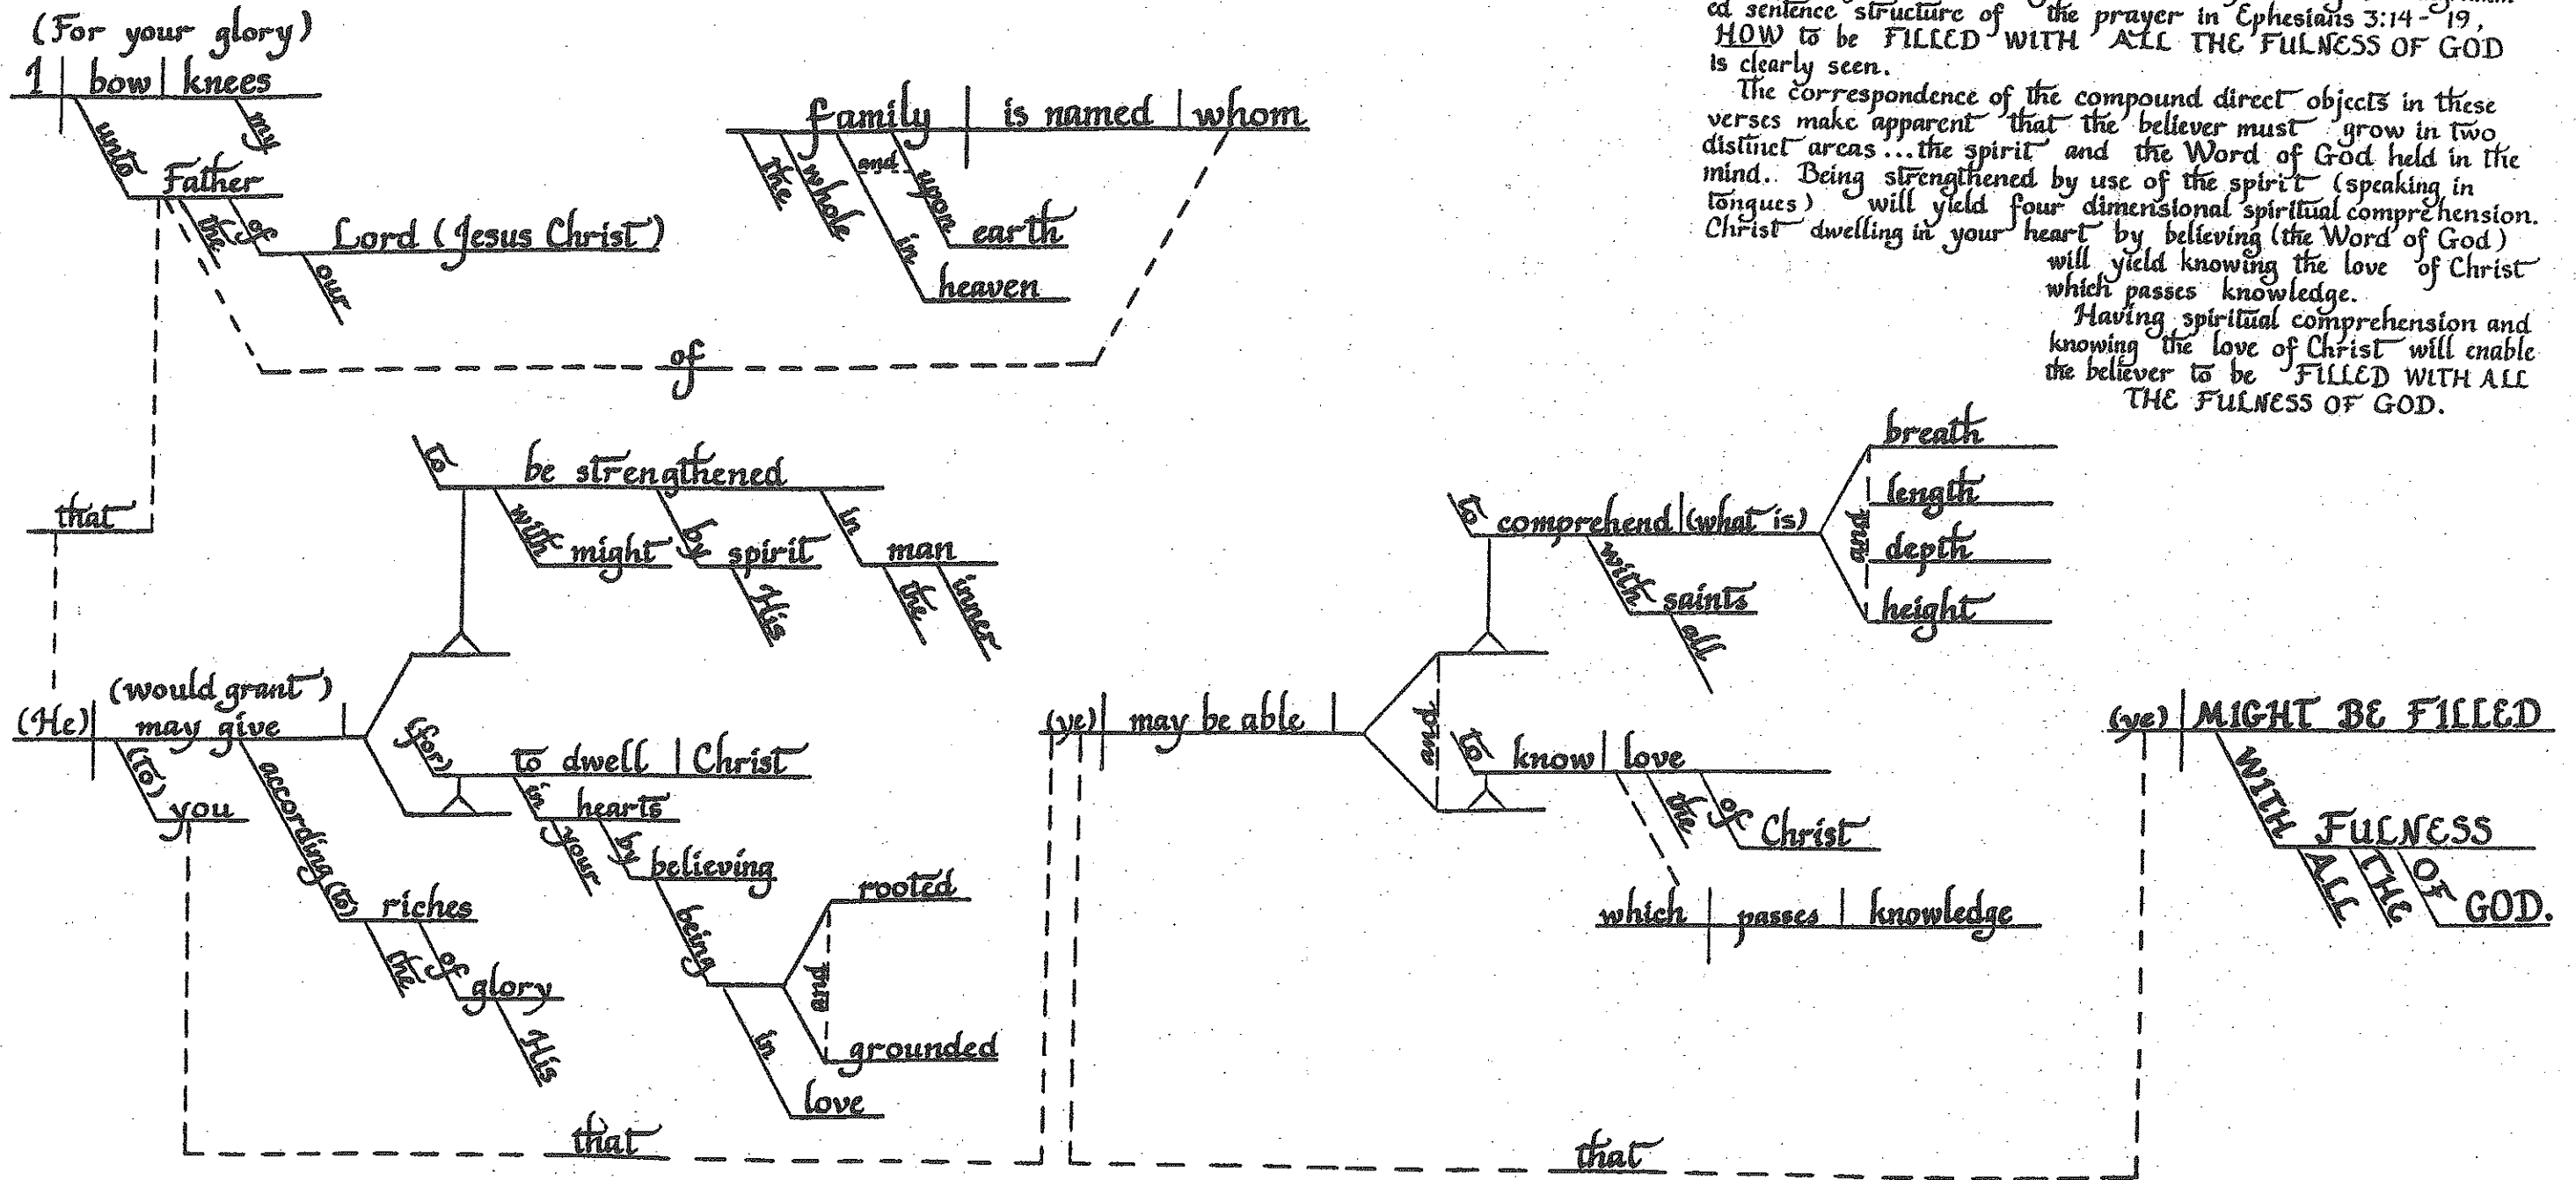 (For your glory)
I bow knees
unto my
Father
the of Lord (Jesus Christ)
our
family is named whom
the whole and upon
in earth
heaven
of
ed sentence structure of the prayer in Ephesians 3:14-19,
HOW to be FILLED WITH ALL THE FULNESS OF GOD
is clearly seen.
The correspondence of the compound direct objects in these
verses make apparent that the believer must grow in two
distinct areas...the spirit and the Word of God held in the
mind.. Being strengthened by use of the spirit (speaking in
tongues) will yield four dimensional spiritual comprehension.
Christ dwelling in your heart by believing (the Word of God)
will yield knowing the love of Christ
which passes knowledge.
Having spiritual comprehension and
knowing the love of Christ will enable
the believer to be FILLED WITH ALL
THE FULNESS OF GOD.
that
to be strengthened
with might by spirit in man
His the inner
(would grant)
(He) may give
(to) you
according (to) riches
the of glory
His
(for) to dwell Christ
in hearts
your by believing
being rooted
and
grounded
in love
that
(ye) may be able
and
to comprehend (what is)
with saints
all
breath
length
and
depth
height
to know love
the of Christ
which passes knowledge
that
(ye) MIGHT BE FILLED
WITH FULNESS
ALL THE OF GOD.